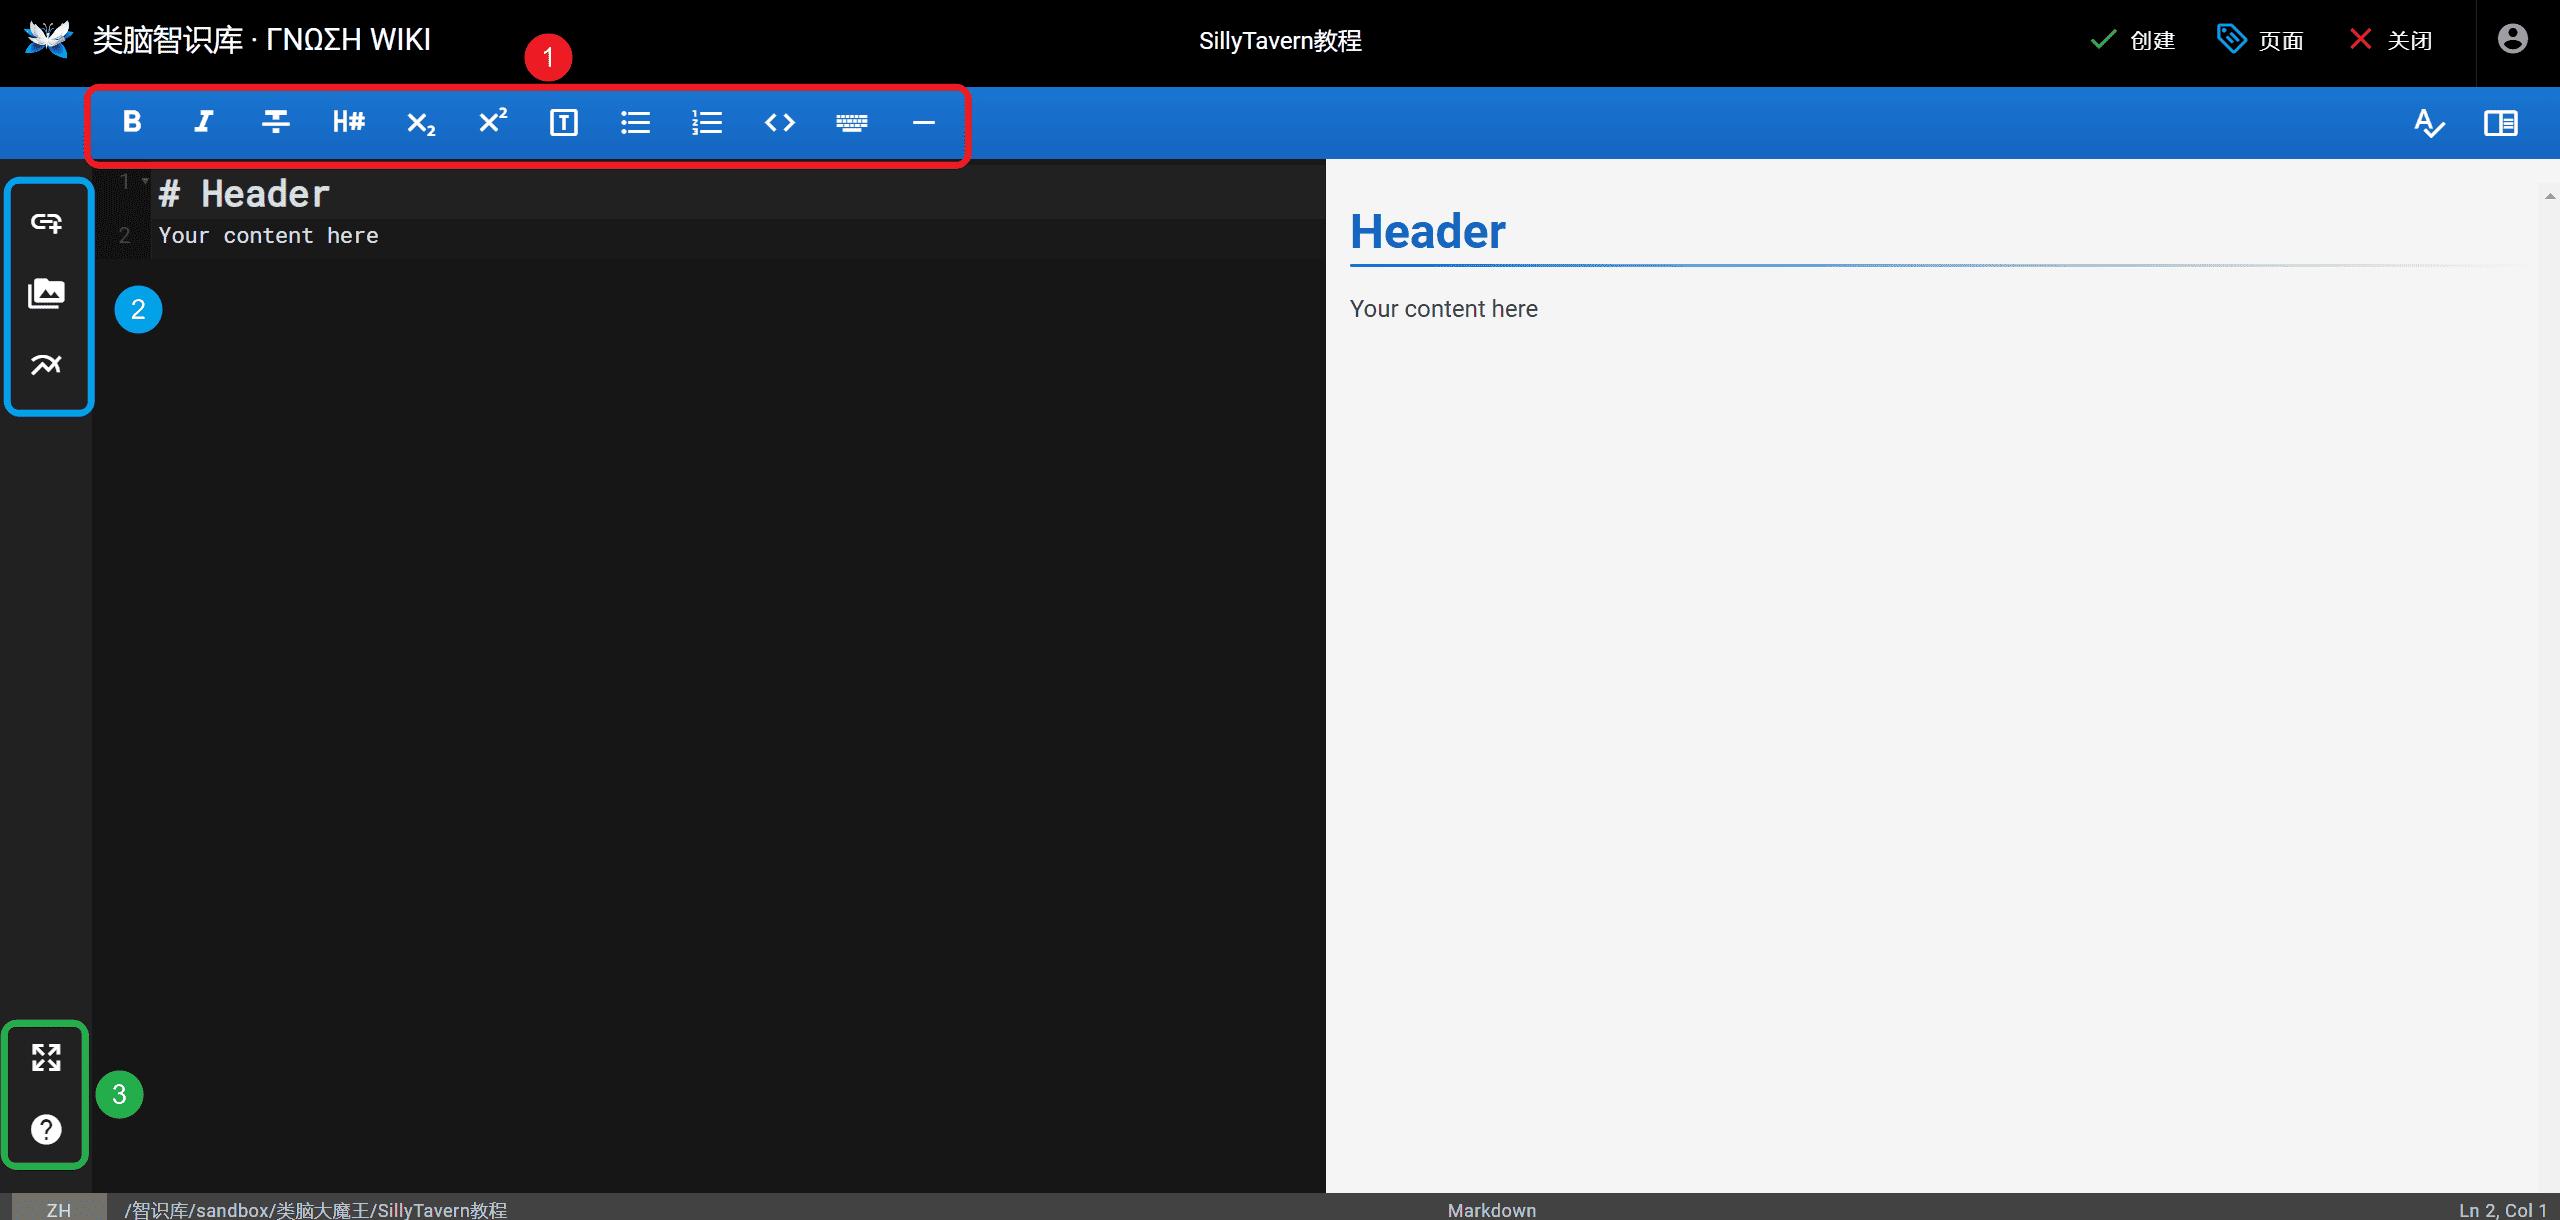 类脑智识库 · ΓΝΩΣΗ WIKI
SillyTavern教程
创建
页面
关闭
1
B I H# X₂ X² T <>
1 # Header
2 Your content here
2
Header
Your content here
3
?
ZH
/智识库/sandbox/类脑大魔王/SillyTavern教程
Markdown
Ln 2, Col 1